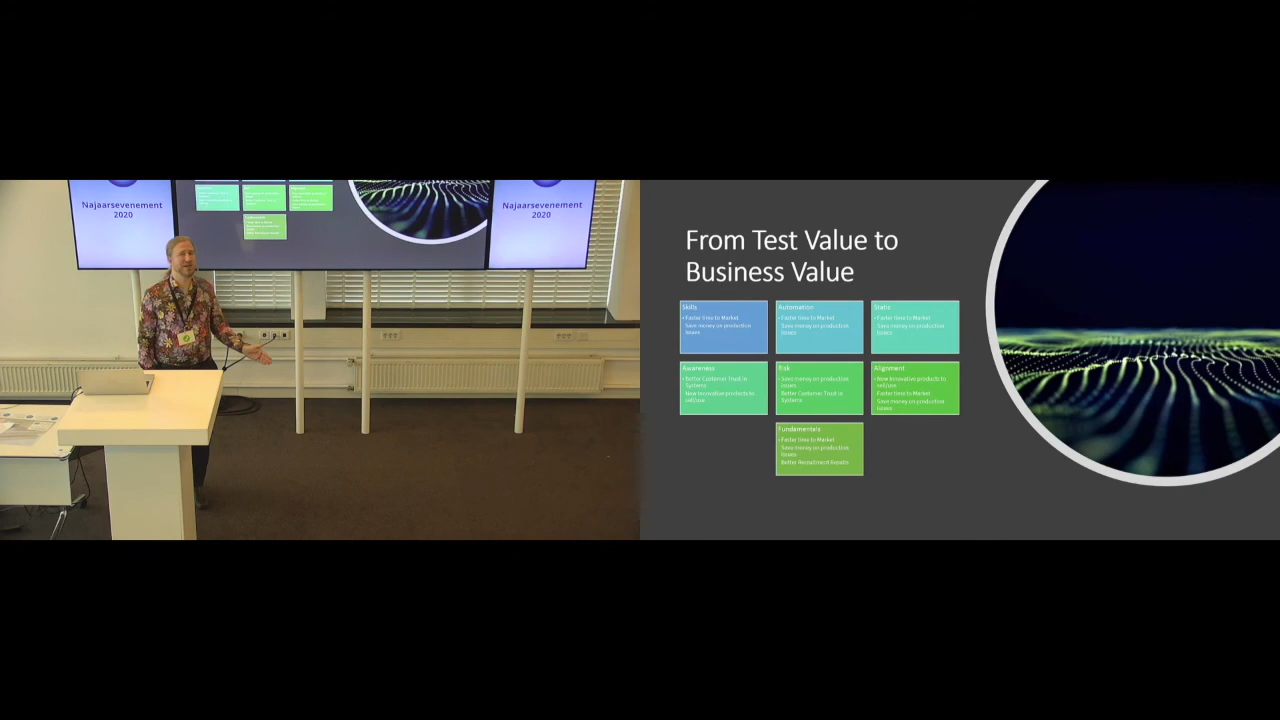 Najaarsevenement
2020
Najaarsevenement
2020
From Test Value to
Business Value
Skills
• Faster time to Market
Save money on production
issues
Automation
• Faster time to Market
Save money on production
issues
Static
• Faster time to Market
Save money on production
issues
Awareness
• Better Customer Trust in
Systems
New Innovative products to
sell/use
Risk
• Save money on production
issues
Better Customer Trust in
Systems
Alignment
• New Innovative products to
sell/use
Faster time to Market
Save money on production
issues
Fundamentals
• Faster time to Market
Save money on production
issues
Better Recruitment Results